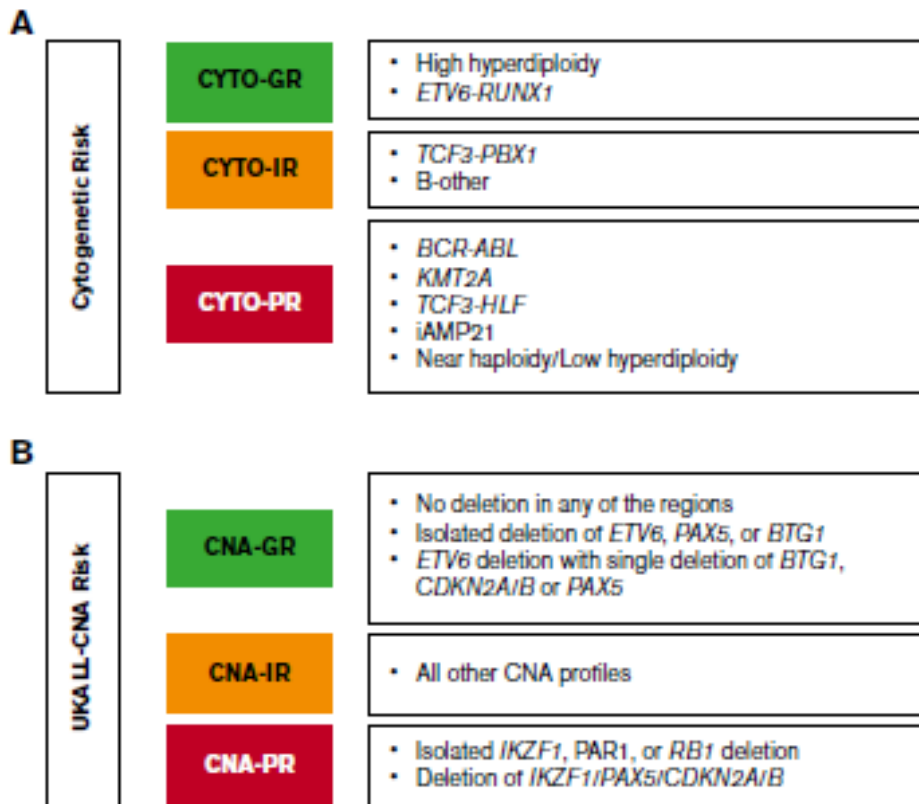 A
Cytogenetic Risk
CYTO-GR
• High hyperdiploidy
• ETV6-RUNX1
CYTO-IR
• TCF3-PBX1
• B-other
CYTO-PR
• BCR-ABL
• KMT2A
• TCF3-HLF
• iAMP21
• Near haploidy/Low hyperdiploidy
B
UKALL-CNA Risk
CNA-GR
• No deletion in any of the regions
• Isolated deletion of ETV6, PAX5, or BTG1
• ETV6 deletion with single deletion of BTG1,
CDKN2A/B or PAX5
CNA-IR
• All other CNA profiles
CNA-PR
• Isolated IKZF1, PAR1, or RB1 deletion
• Deletion of IKZF1/PAX5/CDKN2A/B